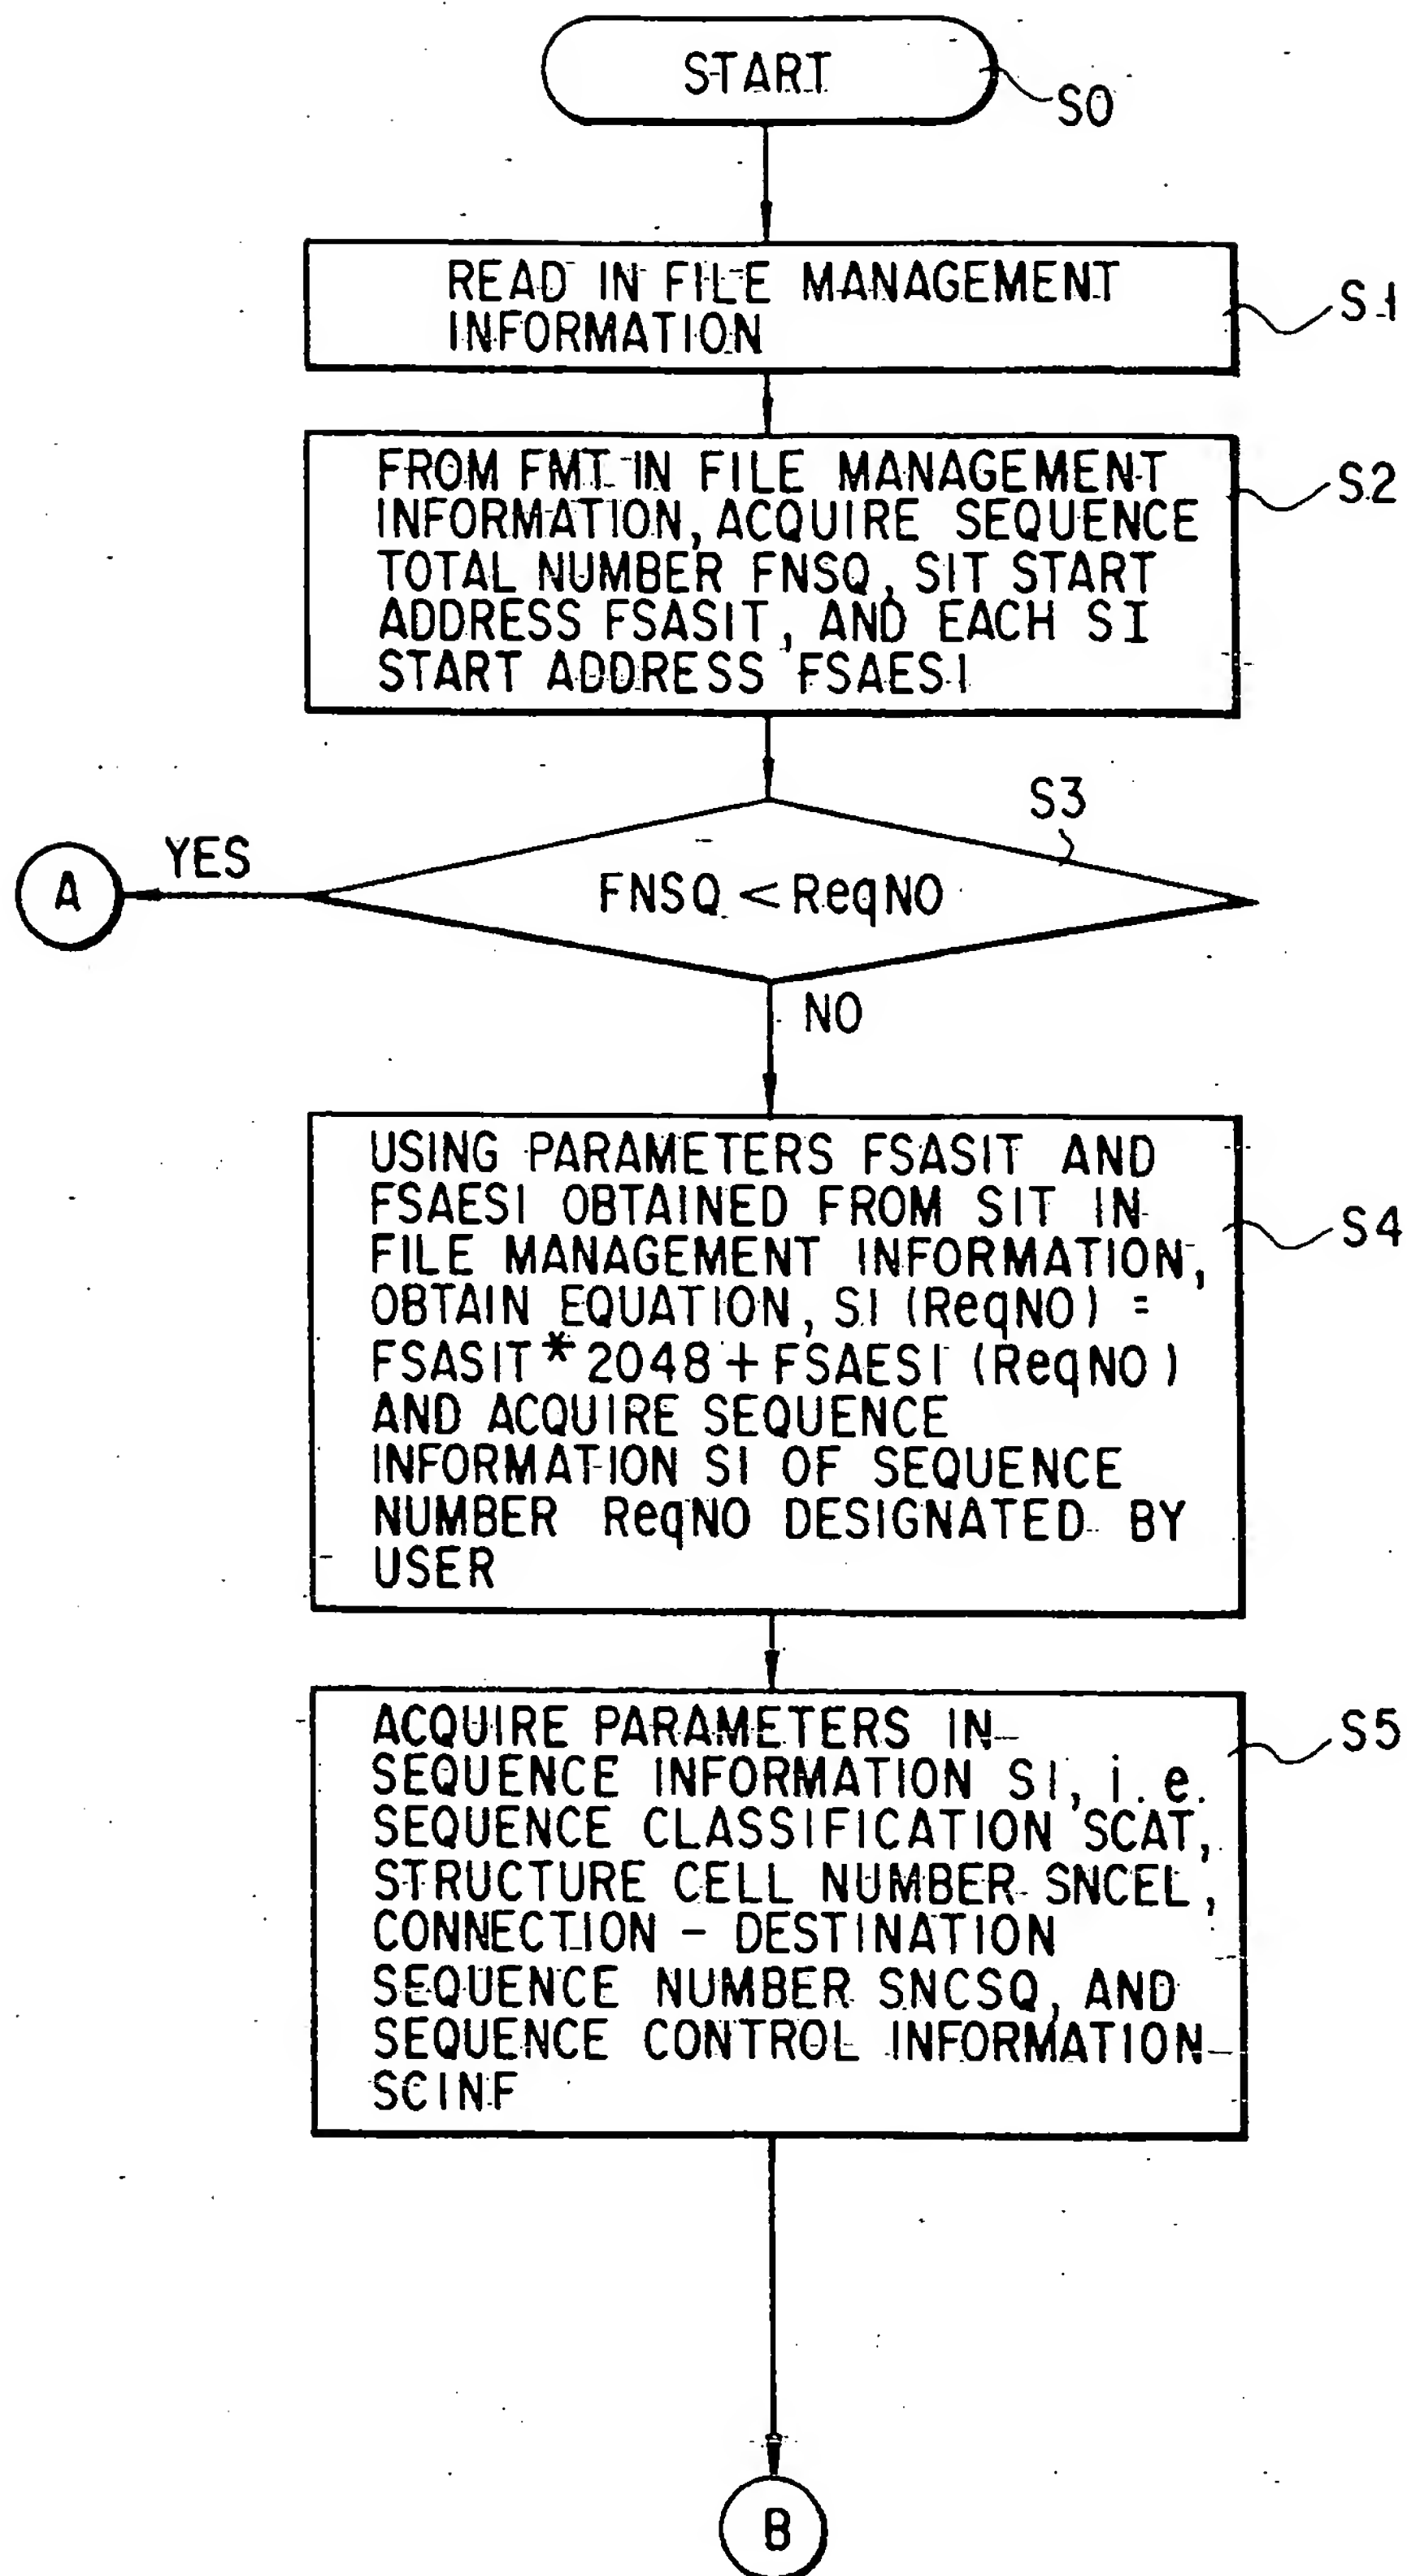 START
S0
READ IN FILE MANAGEMENT
INFORMATION
S1
FROM FMT IN FILE MANAGEMENT
INFORMATION, ACQUIRE SEQUENCE
TOTAL NUMBER FNSQ, SIT START
ADDRESS FSASIT, AND EACH SI
START ADDRESS FSAESI
S2
S3
YES
A
FNSQ < ReqNO
NO
USING PARAMETERS FSASIT AND
FSAESI OBTAINED FROM SIT IN
FILE MANAGEMENT INFORMATION,
OBTAIN EQUATION, SI (ReqNO) =
FSASIT * 2048 + FSAESI (ReqNO)
AND ACQUIRE SEQUENCE
INFORMATION SI OF SEQUENCE
NUMBER ReqNO DESIGNATED BY
USER
S4
ACQUIRE PARAMETERS IN
SEQUENCE INFORMATION SI, i.e.
SEQUENCE CLASSIFICATION SCAT,
STRUCTURE CELL NUMBER SNCEL,
CONNECTION - DESTINATION
SEQUENCE NUMBER SNCSQ, AND
SEQUENCE CONTROL INFORMATION
SCINF
S5
B